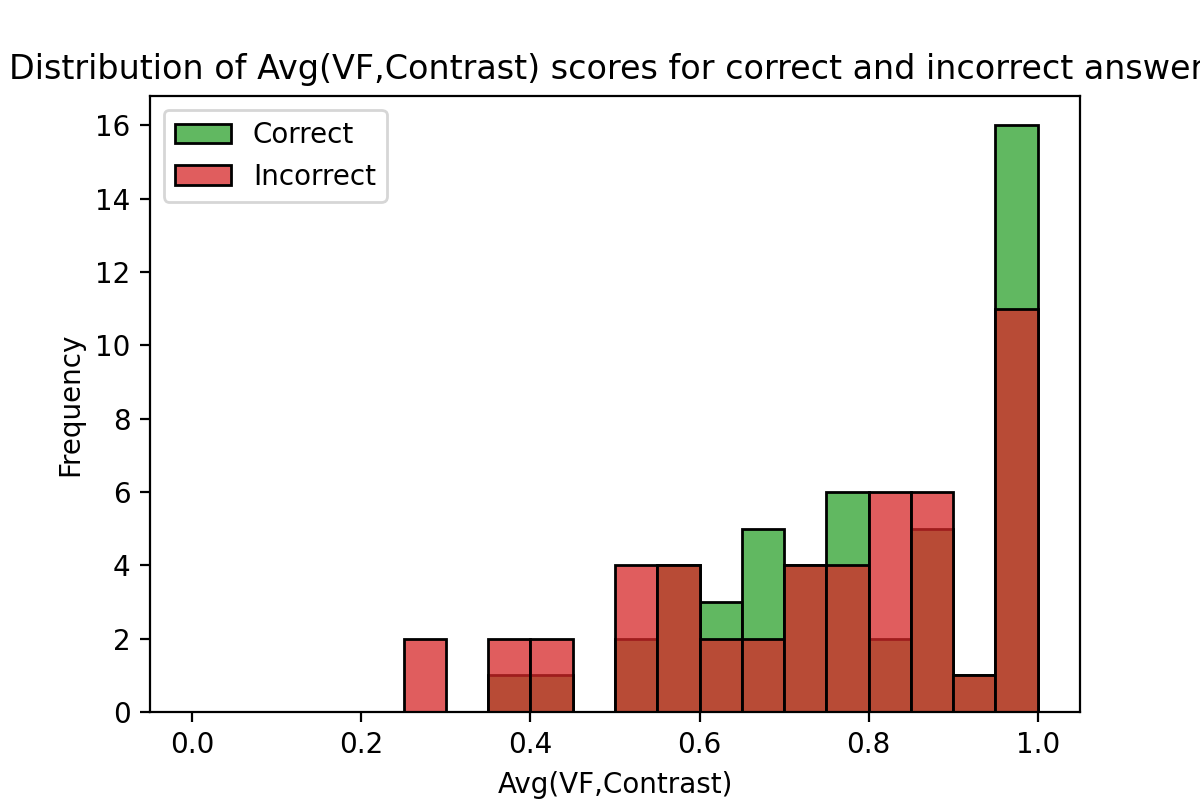 Distribution of Avg(VF,Contrast) scores for correct and incorrect answer
Correct
Incorrect
Frequency
16
14
12
10
8
6
4
2
0
0.0 0.2 0.4 0.6 0.8 1.0
Avg(VF,Contrast)